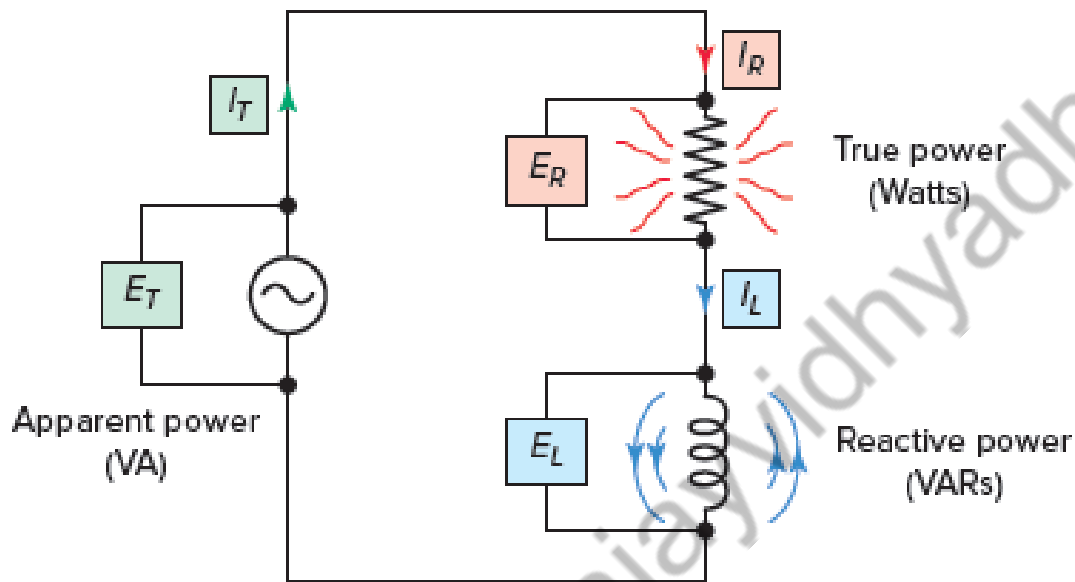 I_T
I_R
E_R
True power
(Watts)
E_T
I_L
Apparent power
(VA)
E_L
Reactive power
(VARs)